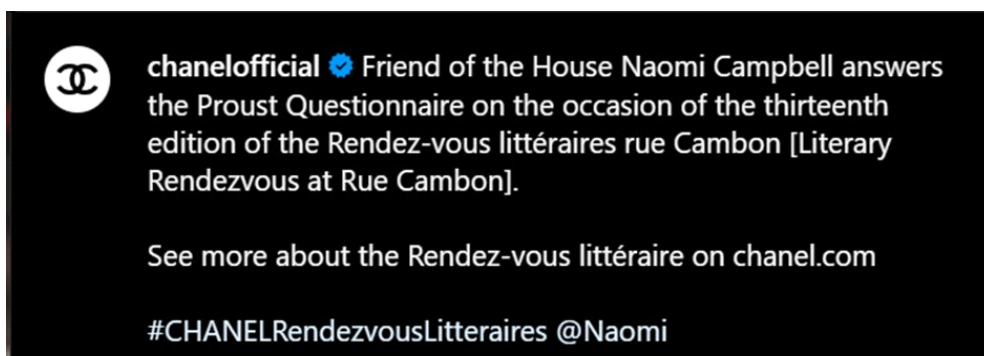 chanelofficial Friend of the House Naomi Campbell answers
the Proust Questionnaire on the occasion of the thirteenth
edition of the Rendez-vous littéraires rue Cambon [Literary
Rendezvous at Rue Cambon].
See more about the Rendez-vous littéraire on chanel.com
#CHANELRendezvousLitteraires @Naomi